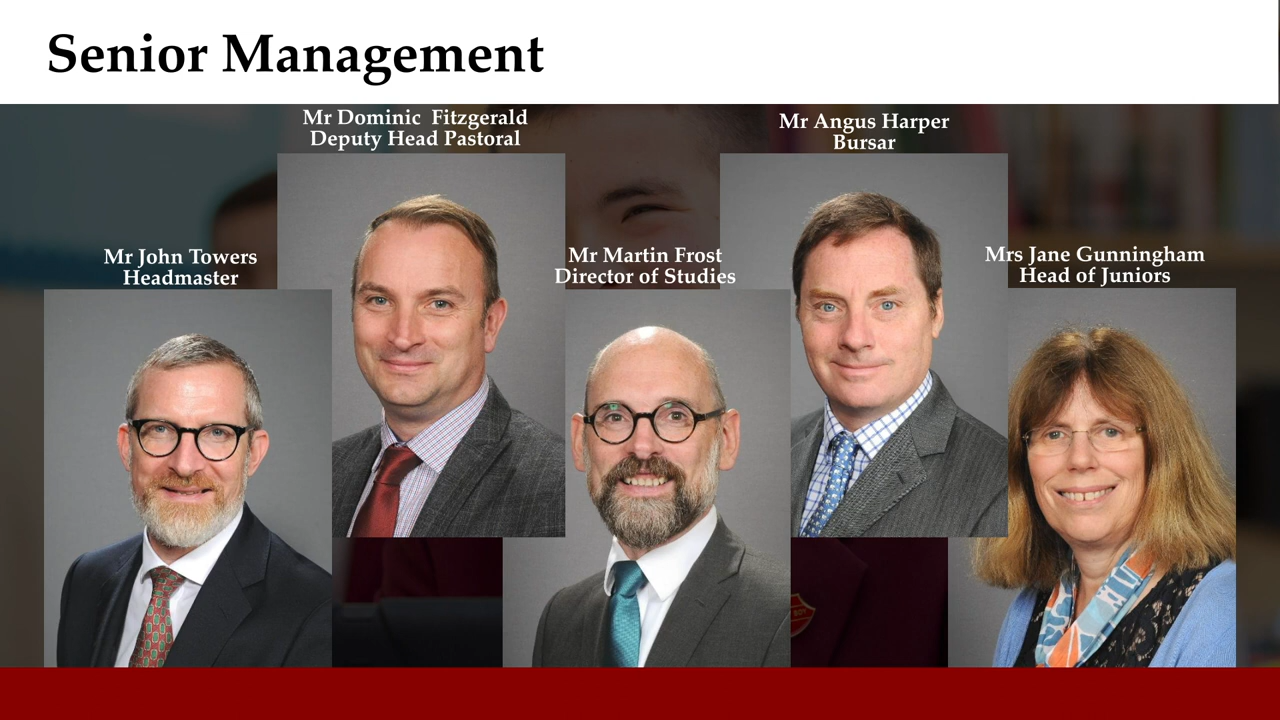 Senior Management
Mr Dominic  Fitzgerald
Deputy Head Pastoral
Mr Angus Harper
Bursar
Mr John Towers
Headmaster
Mr Martin Frost
Director of Studies
Mrs Jane Gunningham
Head of Juniors